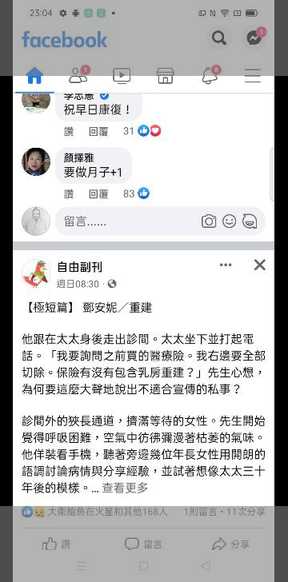 23:04
facebook
李志憲
祝早日康復！
讚 回覆 31
顏擇雅
要做月子+1
讚 回覆 83
留言......
自由副刊
週日08:30 ·
【極短篇】 鄧安妮／重建
他跟在太太身後走出診間。太太坐下並打起電
話。「我要詢問之前買的醫療險。我右邊要全部
切除。保險有沒有包含乳房重建？」先生心想，
為何要這麼大聲地說出不適合宣傳的私事？
診間外的狹長通道，擠滿等待的女性。先生開始
覺得呼吸困難，空氣中彷彿瀰漫著枯萎的氣味。
他佯裝看手機，聽著旁邊幾位年長女性用開朗的
語調討論病情與分享經驗，並試著想像太太三十
年後的模樣。... 查看更多
大衛鮑魚在火星和其他168人 1則留言 · 11次分享
讚 留言 分享